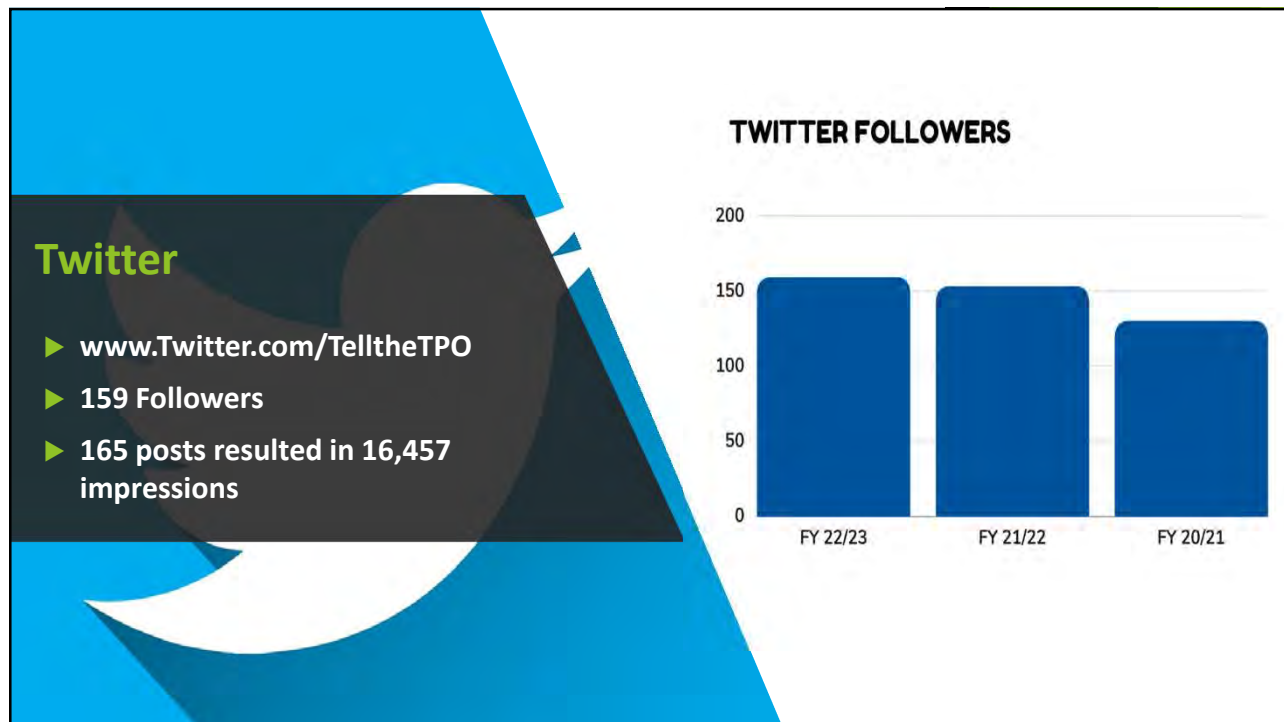 Twitter
www.Twitter.com/TelltheTPO
159 Followers
165 posts resulted in 16,457
impressions
TWITTER FOLLOWERS
200
150
100
50
0
FY 22/23
FY 21/22
FY 20/21